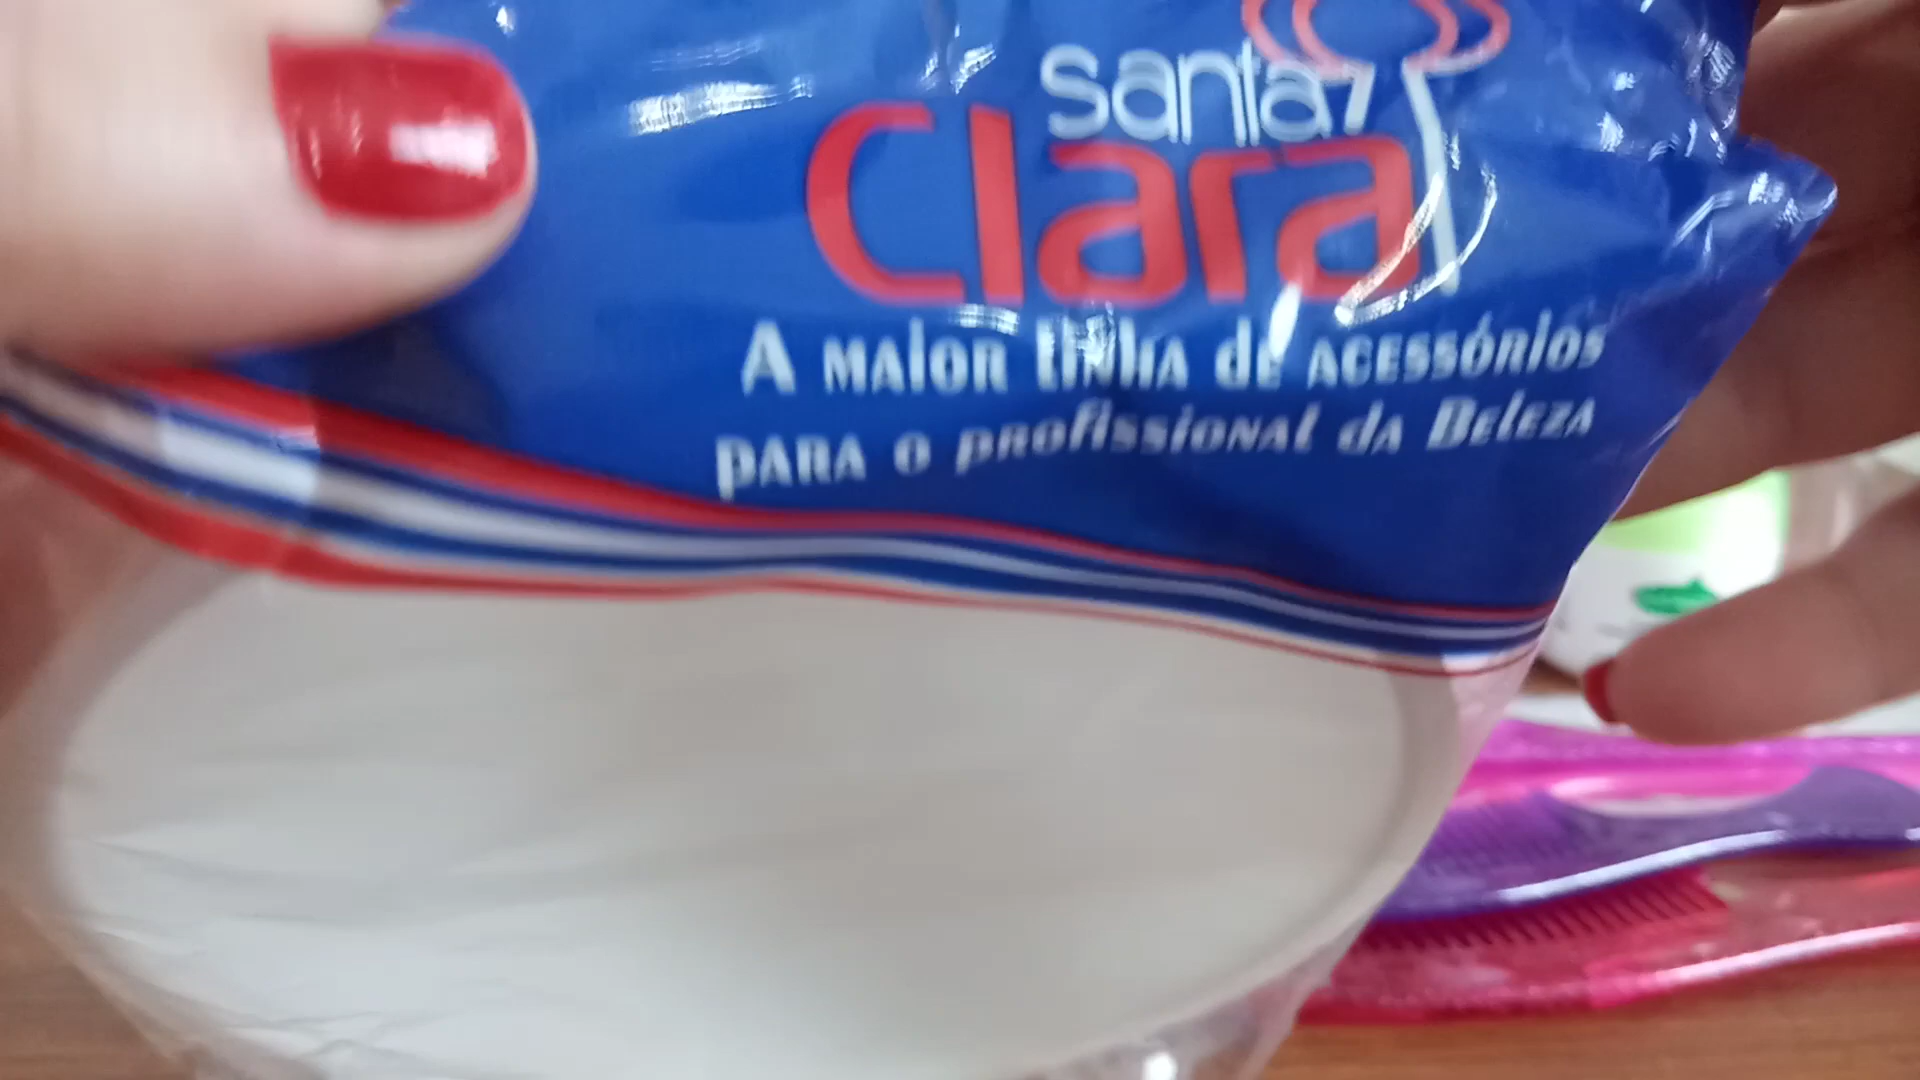 santa
Clara
A MAIOR LINHA de ACESSÓRIOS
PARA O profissionAl dA BelezA